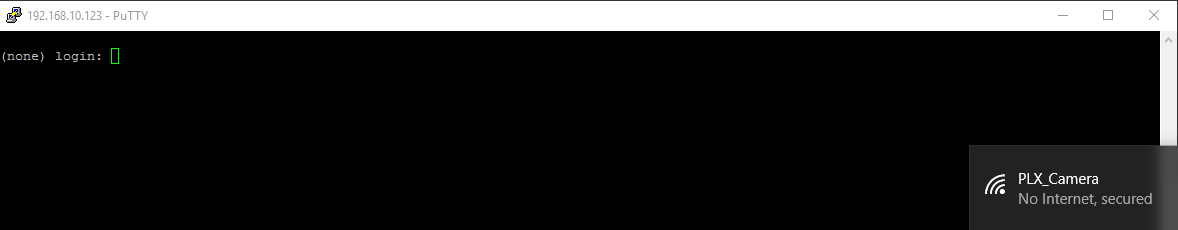 192.168.10.123 - PuTTY
(none) login:
PLX_Camera
No Internet, secured